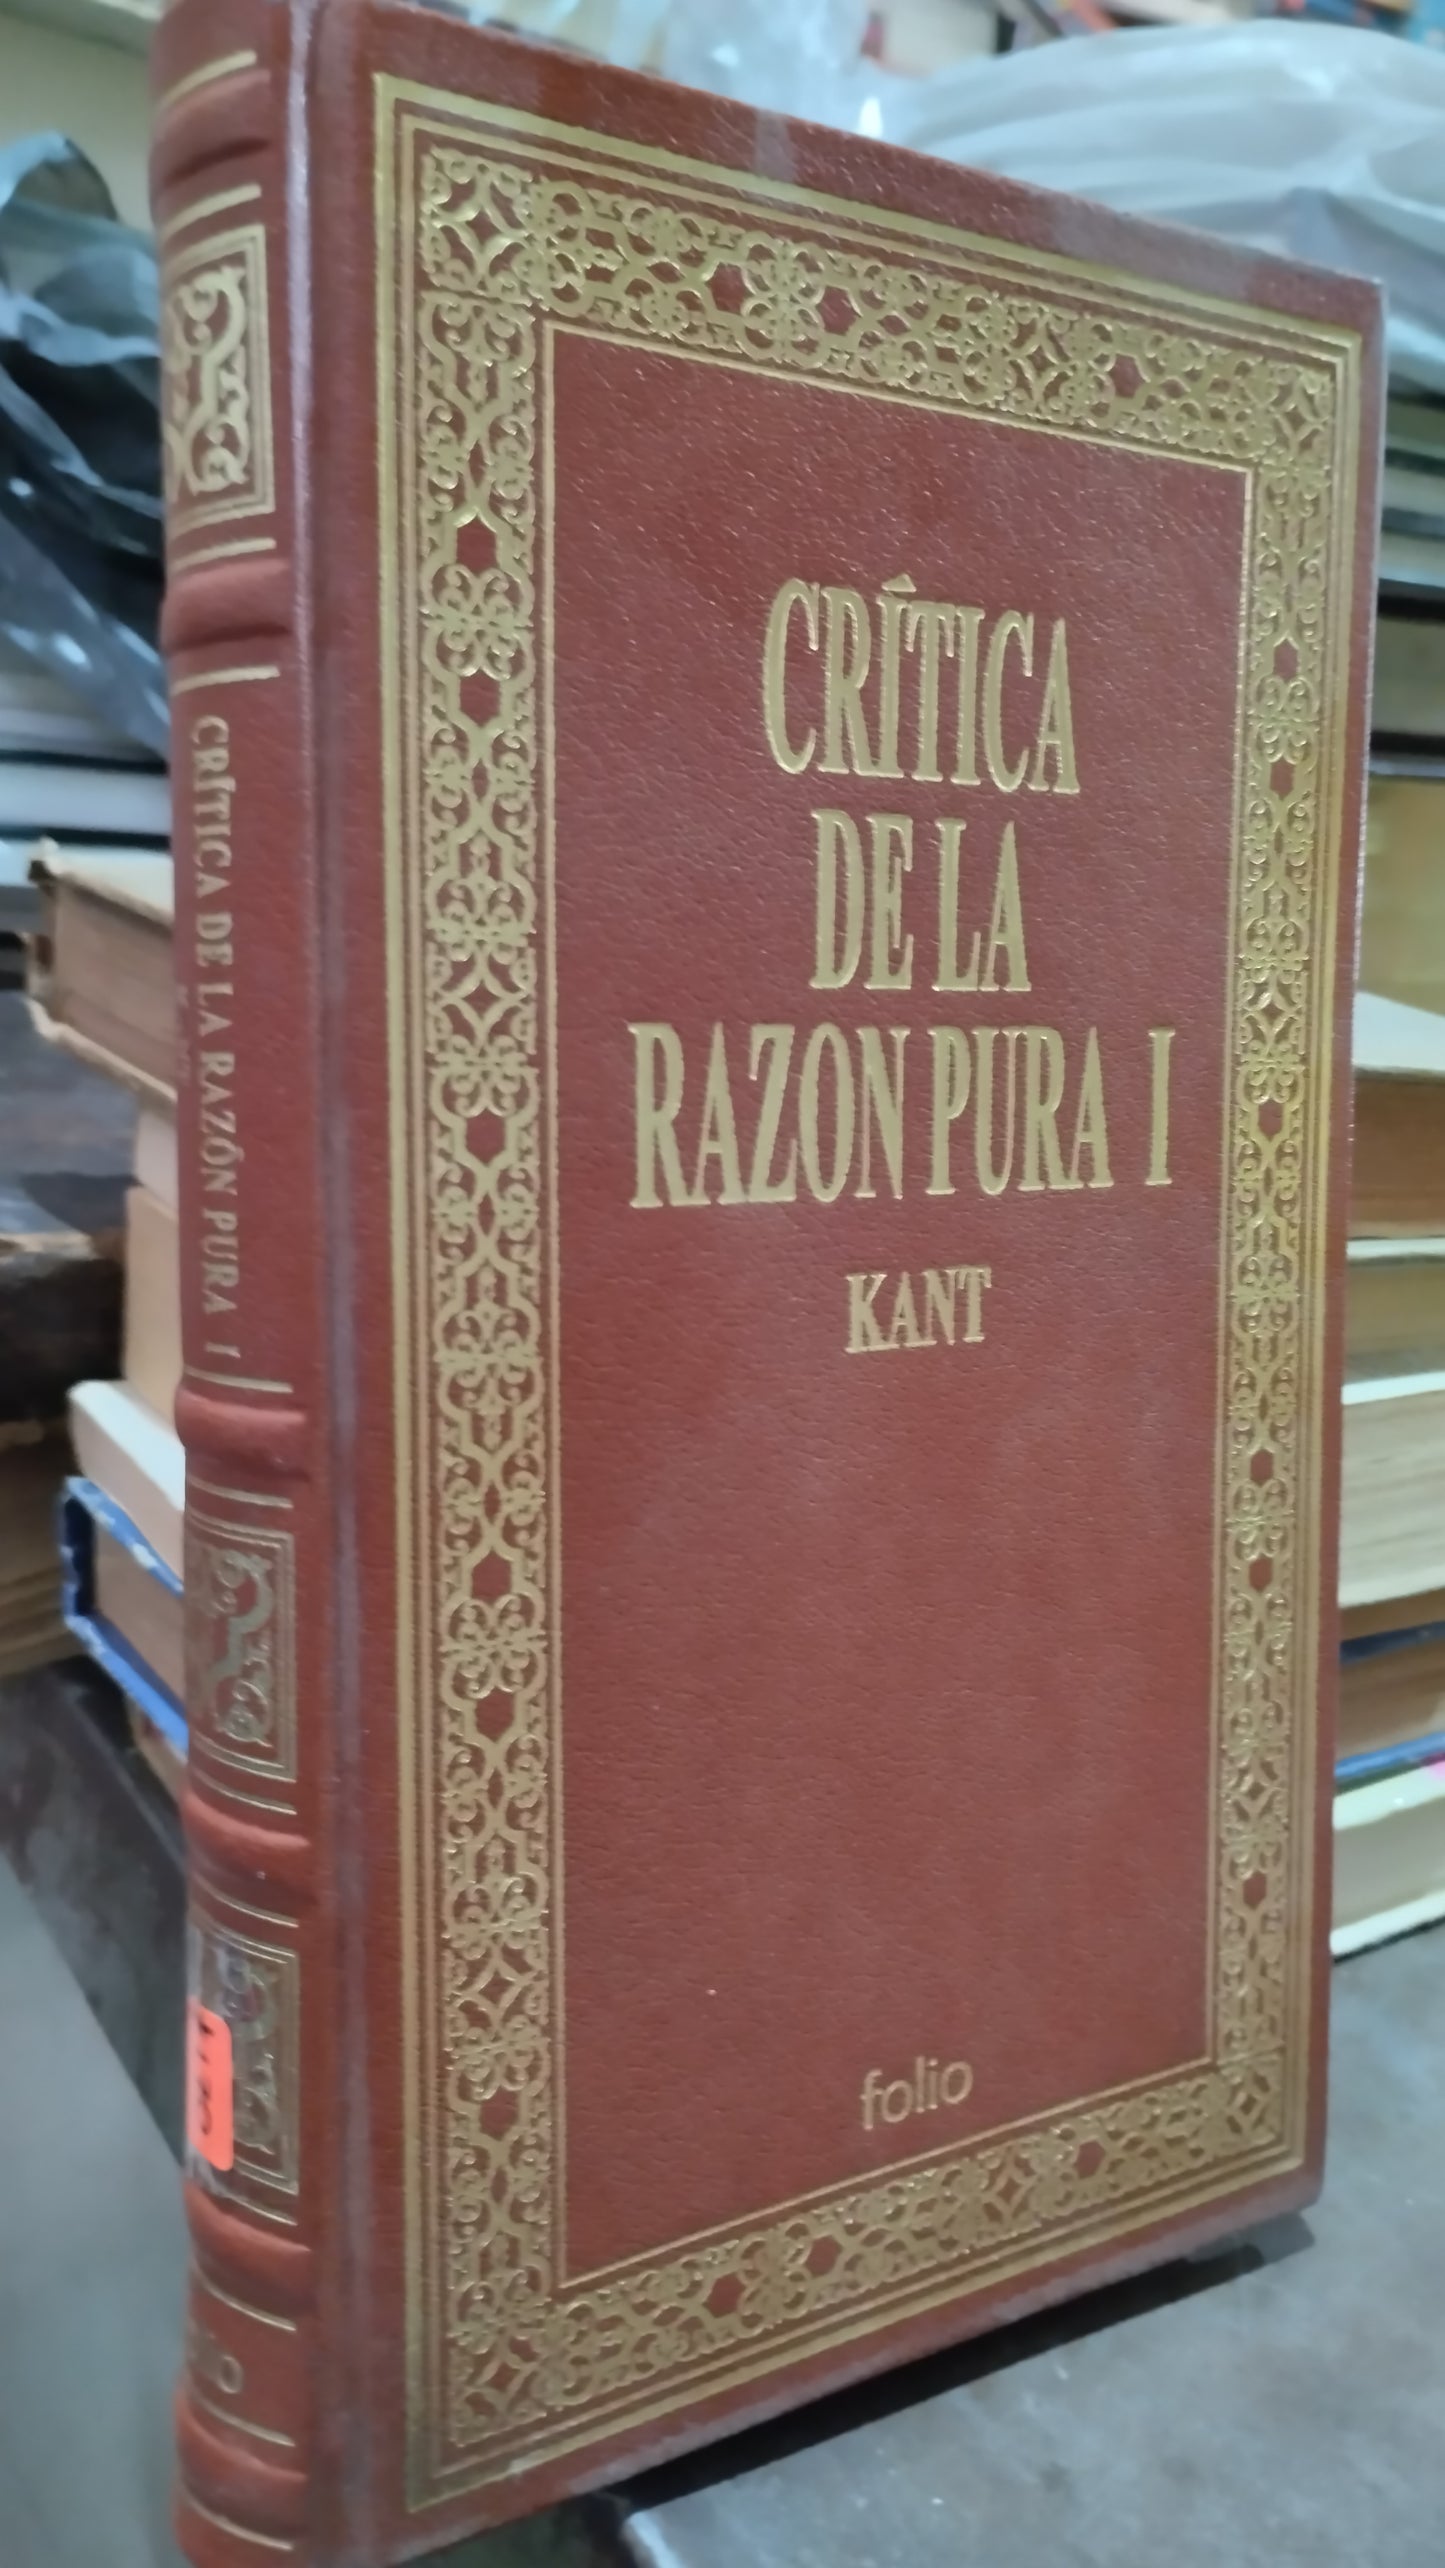 CRÍTICA
DE LA
RAZON PURA I
KANT
folio
CRÍTICA DE LA RAZÓN PURA I